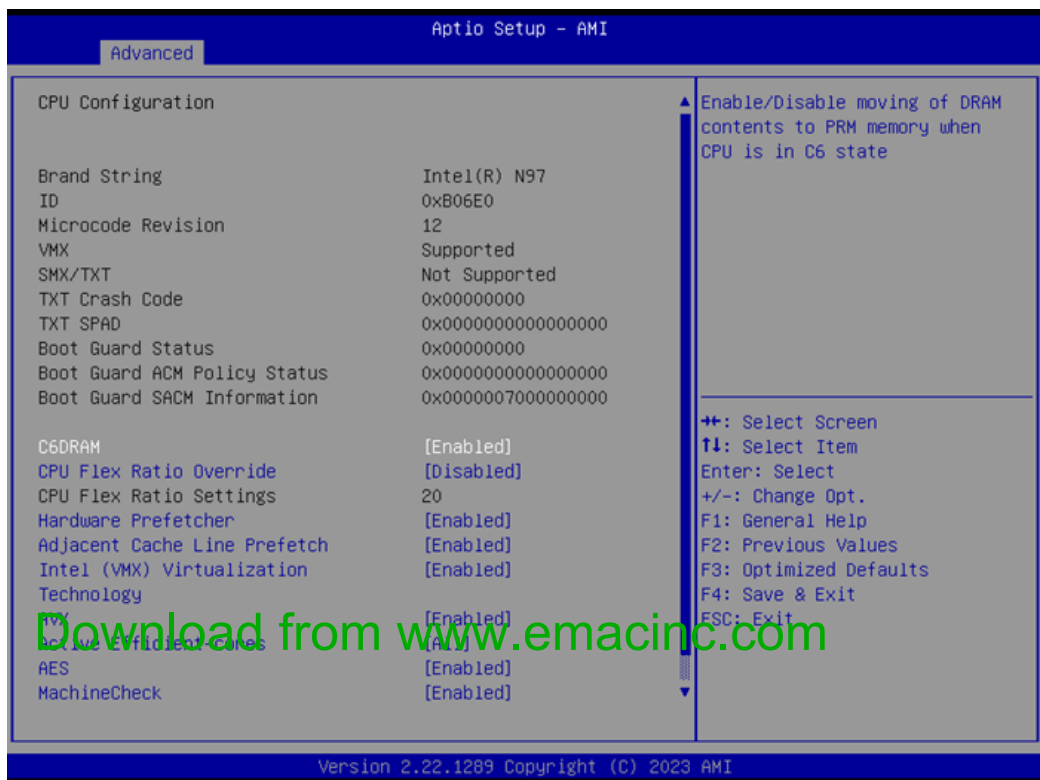 Aptio Setup – AMI
Advanced
CPU Configuration
Brand String Intel(R) N97
ID 0xB06E0
Microcode Revision 12
VMX Supported
SMX/TXT Not Supported
TXT Crash Code 0x00000000
TXT SPAD 0x0000000000000000
Boot Guard Status 0x00000000
Boot Guard ACM Policy Status 0x0000000000000000
Boot Guard SACM Information 0x0000007000000000
C6DRAM [Enabled]
CPU Flex Ratio Override [Disabled]
CPU Flex Ratio Settings 20
Hardware Prefetcher [Enabled]
Adjacent Cache Line Prefetch [Enabled]
Intel (VMX) Virtualization [Enabled]
Technology
AVX [Enabled]
Active Efficient-cores [All]
AES [Enabled]
MachineCheck [Enabled]
Enable/Disable moving of DRAM
contents to PRM memory when
CPU is in C6 state
→←: Select Screen
↑↓: Select Item
Enter: Select
+/-: Change Opt.
F1: General Help
F2: Previous Values
F3: Optimized Defaults
F4: Save & Exit
ESC: Exit
Download from www.emacinc.com
Version 2.22.1289 Copyright (C) 2023 AMI